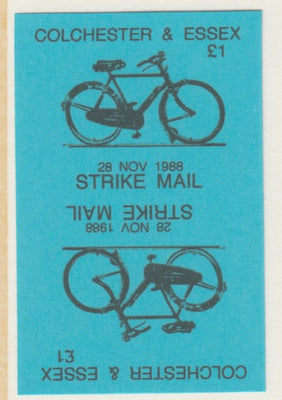 COLCHESTER & ESSEX
£1
28 NOV 1988
STRIKE MAIL
STRIKE MAIL
28 NOV 1988
£1
COLCHESTER & ESSEX